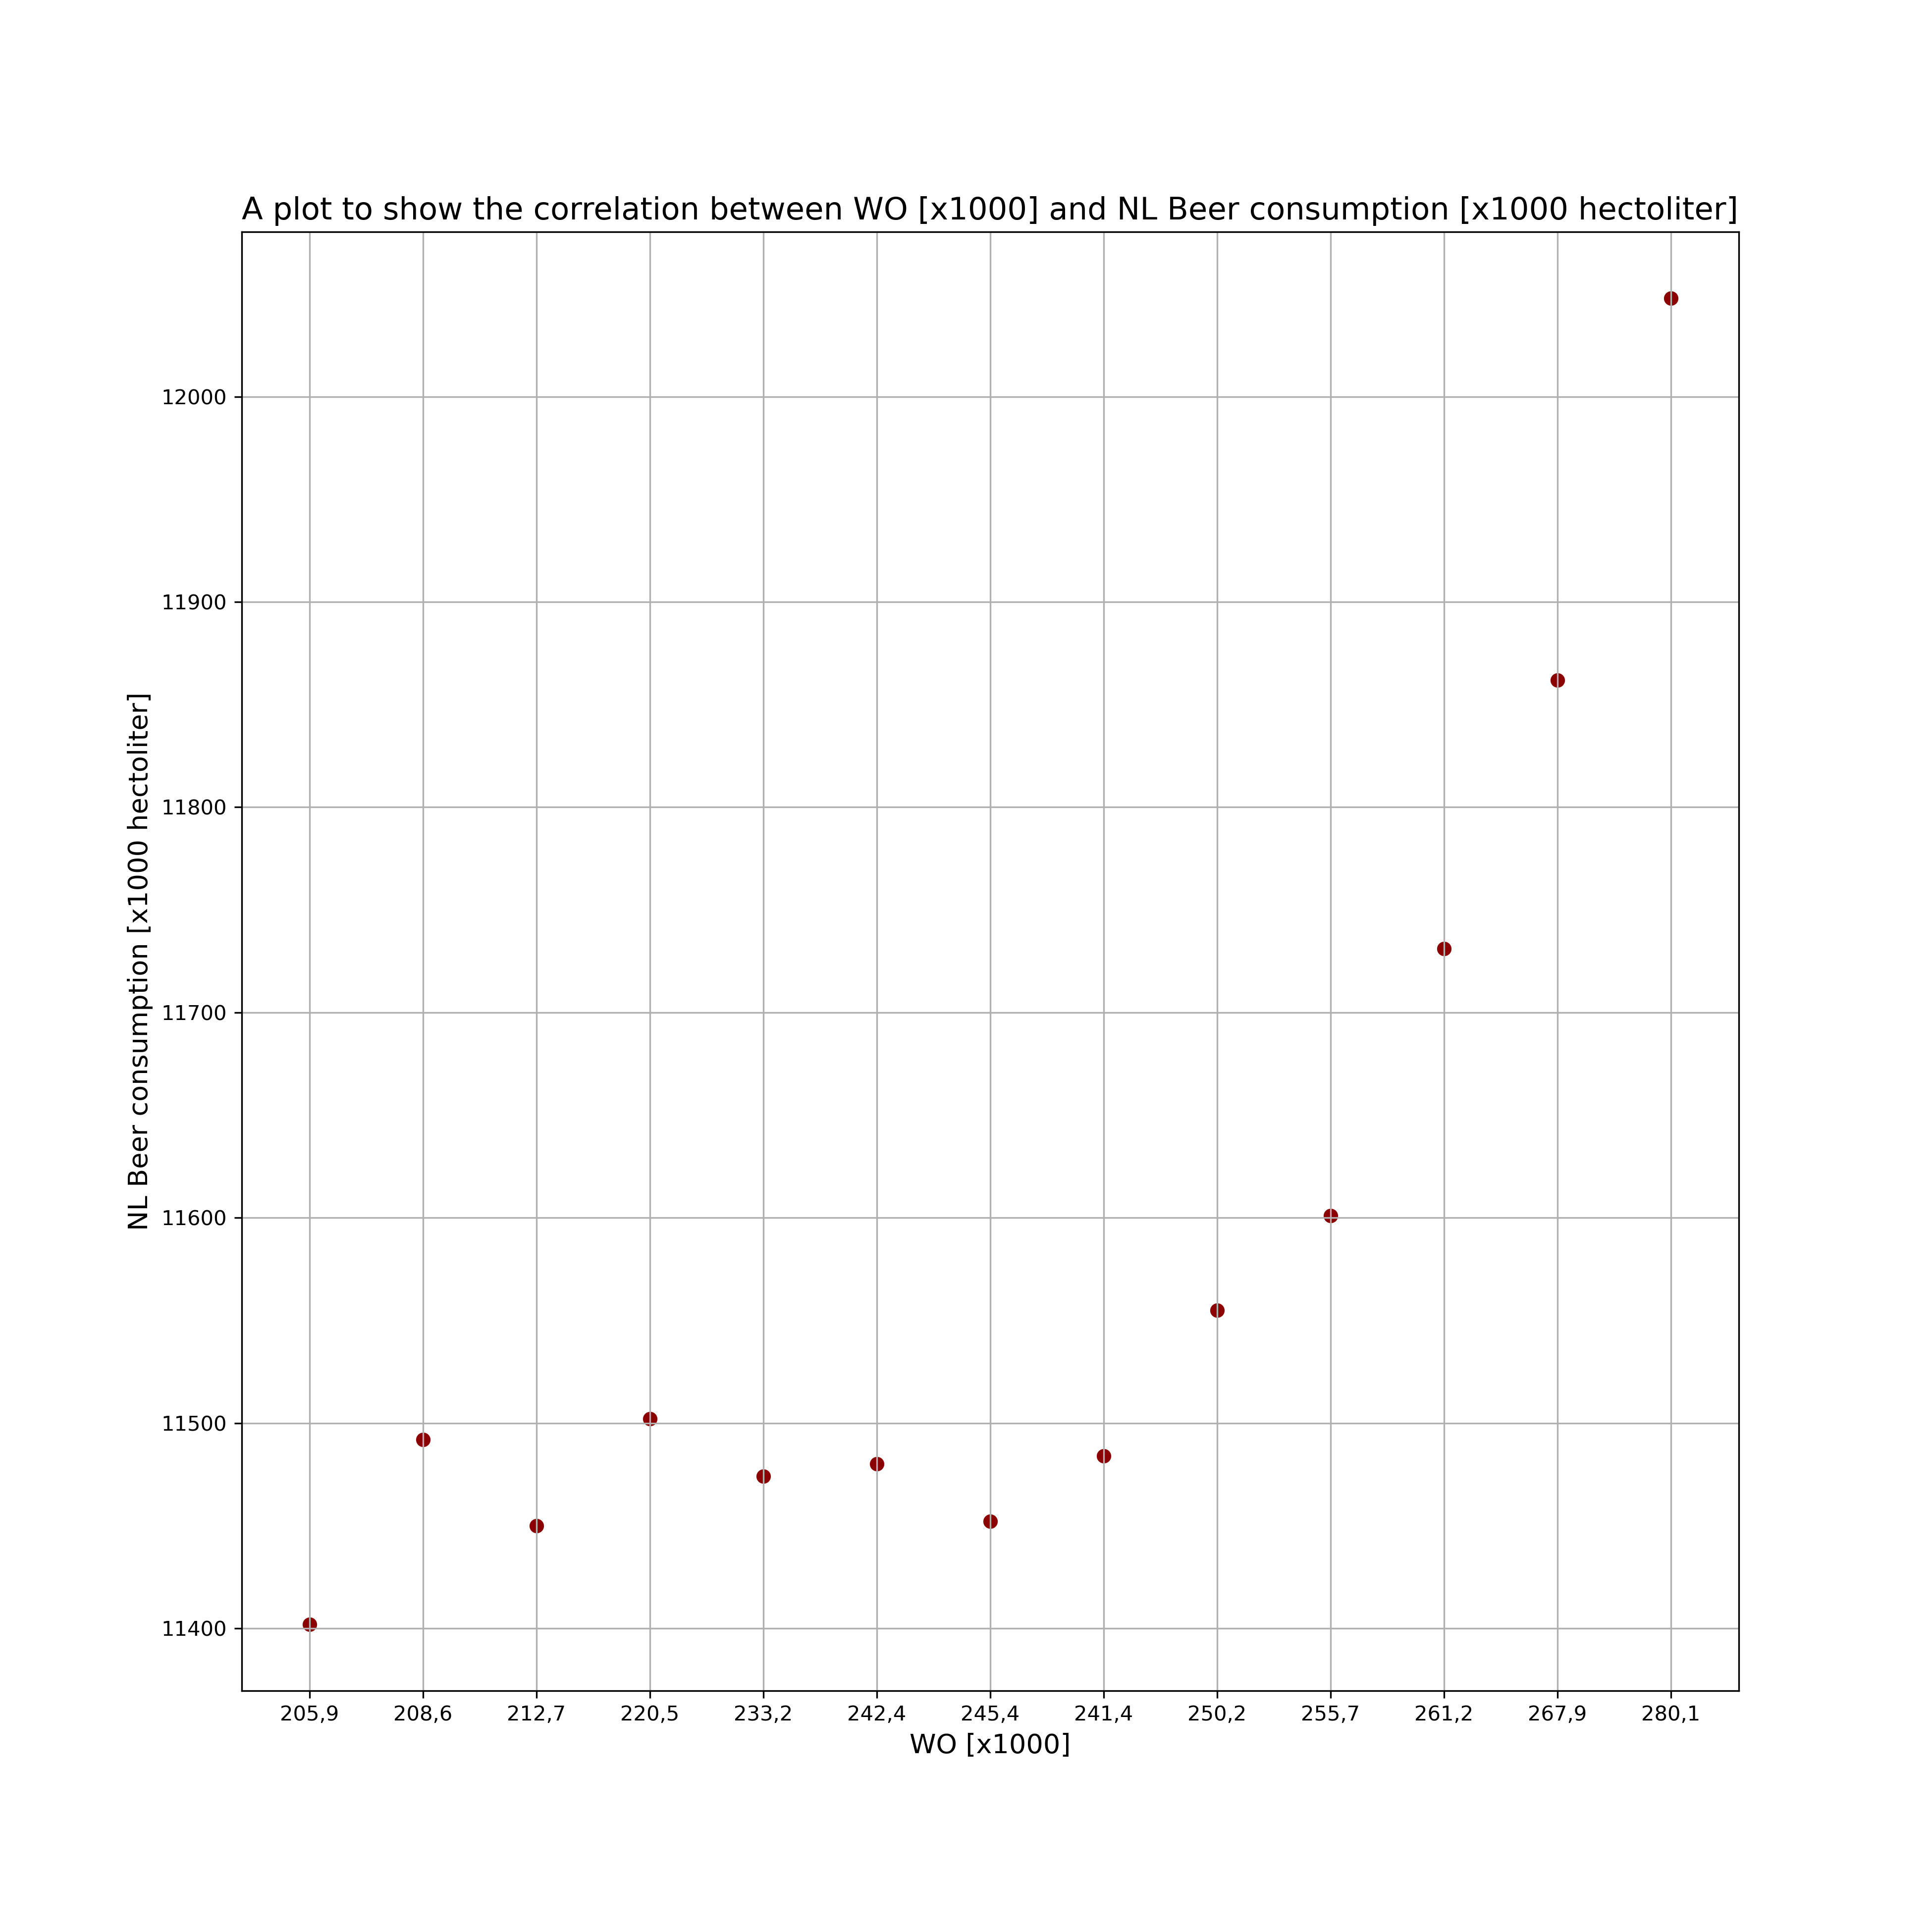 A plot to show the correlation between WO [x1000] and NL Beer consumption [x1000 hectoliter]
NL Beer consumption [x1000 hectoliter]
12000
11900
11800
11700
11600
11500
11400
205,9 208,6 212,7 220,5 233,2 242,4 245,4 241,4 250,2 255,7 261,2 267,9 280,1
WO [x1000]